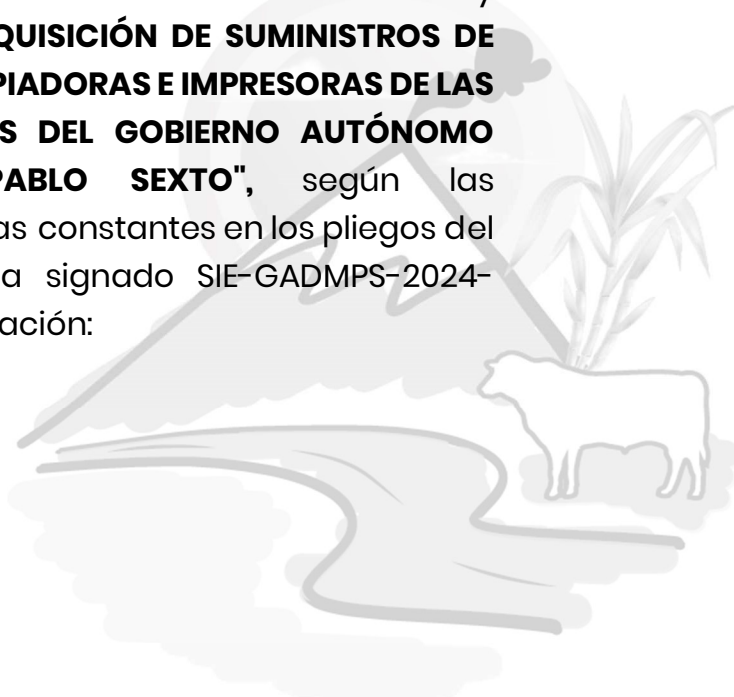 QUISICIÓN DE SUMINISTROS DE
PIADORAS E IMPRESORAS DE LAS
S DEL GOBIERNO AUTÓNOMO
PABLO SEXTO", según las
as constantes en los pliegos del
a signado SIE-GADMPS-2024-
ación: